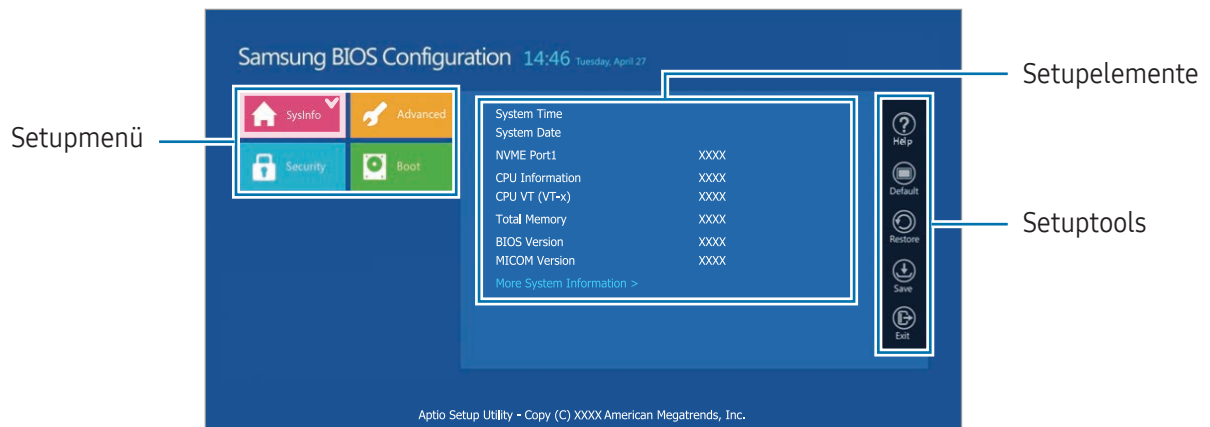 Samsung BIOS Configuration 14:46 Tuesday, April 27
Setupmenü
SysInfo
Advanced
Security
Boot
Setupelemente
System Time
System Date
NVME Port1 XXXX
CPU Information XXXX
CPU VT (VT-x) XXXX
Total Memory XXXX
BIOS Version XXXX
MICOM Version XXXX
More System Information >
Setuptools
Help
Default
Restore
Save
Exit
Aptio Setup Utility - Copy (C) XXXX American Megatrends, Inc.